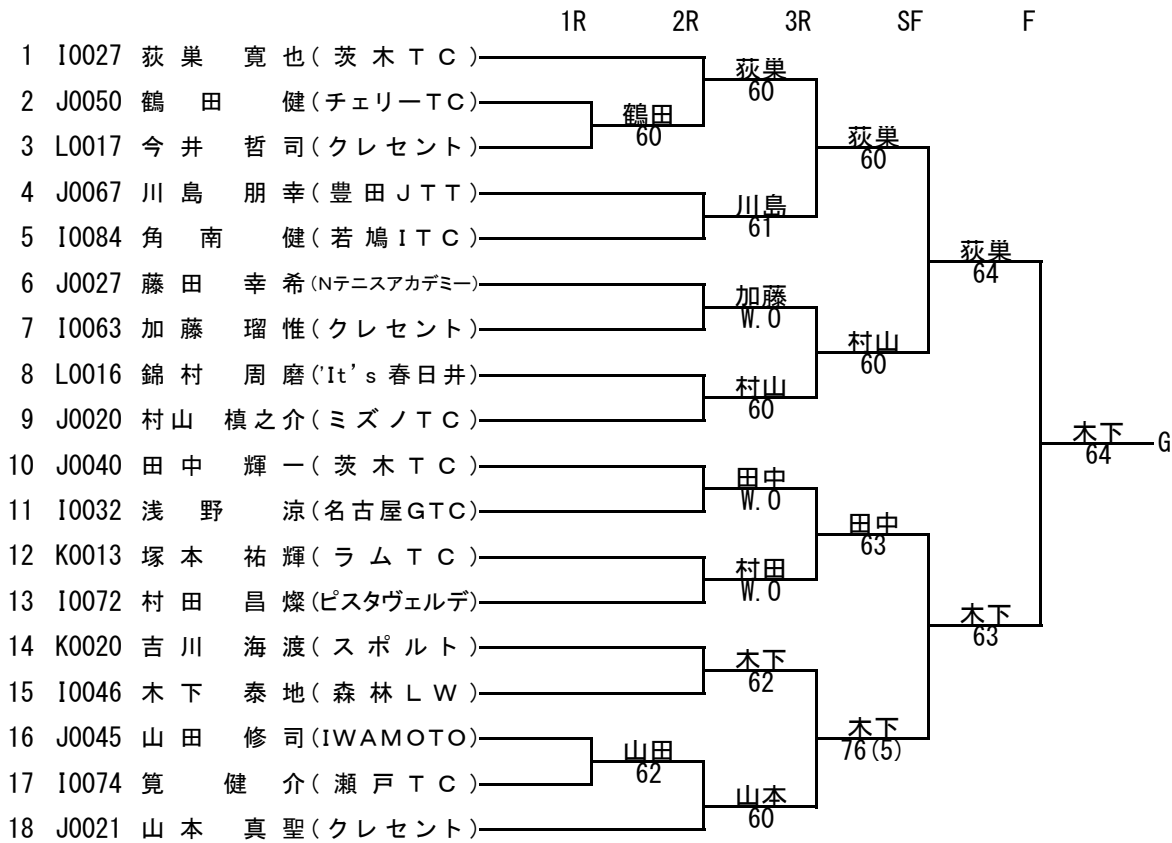 1R 2R 3R SF F
1 I0027 荻巣 寛也(茨木TC)
荻巣
60
2 J0050 鶴田 健(チェリーTC)
鶴田
60
3 L0017 今井 哲司(クレセント)
荻巣
60
4 J0067 川島 朋幸(豊田JTT)
川島
61
5 I0084 角南 健(若鳩ITC)
荻巣
64
6 J0027 藤田 幸希(Nテニスアカデミー)
加藤
W.O
7 I0063 加藤 瑠惟(クレセント)
村山
60
8 L0016 錦村 周磨('It's 春日井)
村山
60
9 J0020 村山 槙之介(ミズノTC)
木下
64
G
10 J0040 田中 輝一(茨木TC)
田中
W.O
11 I0032 浅野 涼(名古屋GTC)
田中
63
12 K0013 塚本 祐輝(ラムTC)
村田
W.O
13 I0072 村田 昌燦(ピスタヴェルデ)
木下
63
14 K0020 吉川 海渡(スポルト)
木下
62
15 I0046 木下 泰地(森林LW)
木下
76(5)
16 J0045 山田 修司(IWAMOTO)
山田
62
17 I0074 筧 健介(瀬戸TC)
山本
60
18 J0021 山本 真聖(クレセント)